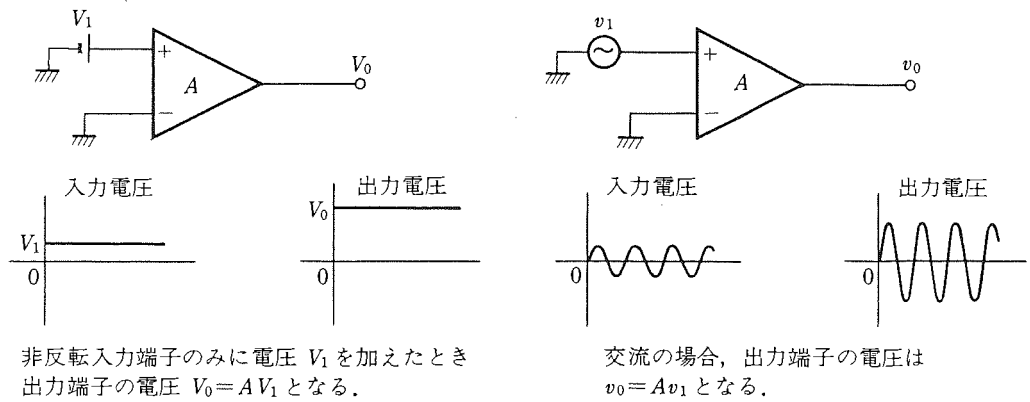 V₁
+
A
−
V₀
入力電圧
V₁
0
出力電圧
V₀
0
非反転入力端子のみに電圧 V₁ を加えたとき
出力端子の電圧 V₀＝AV₁ となる．
v₁
+
A
−
v₀
入力電圧
0
出力電圧
0
交流の場合，出力端子の電圧は
v₀＝Av₁ となる．